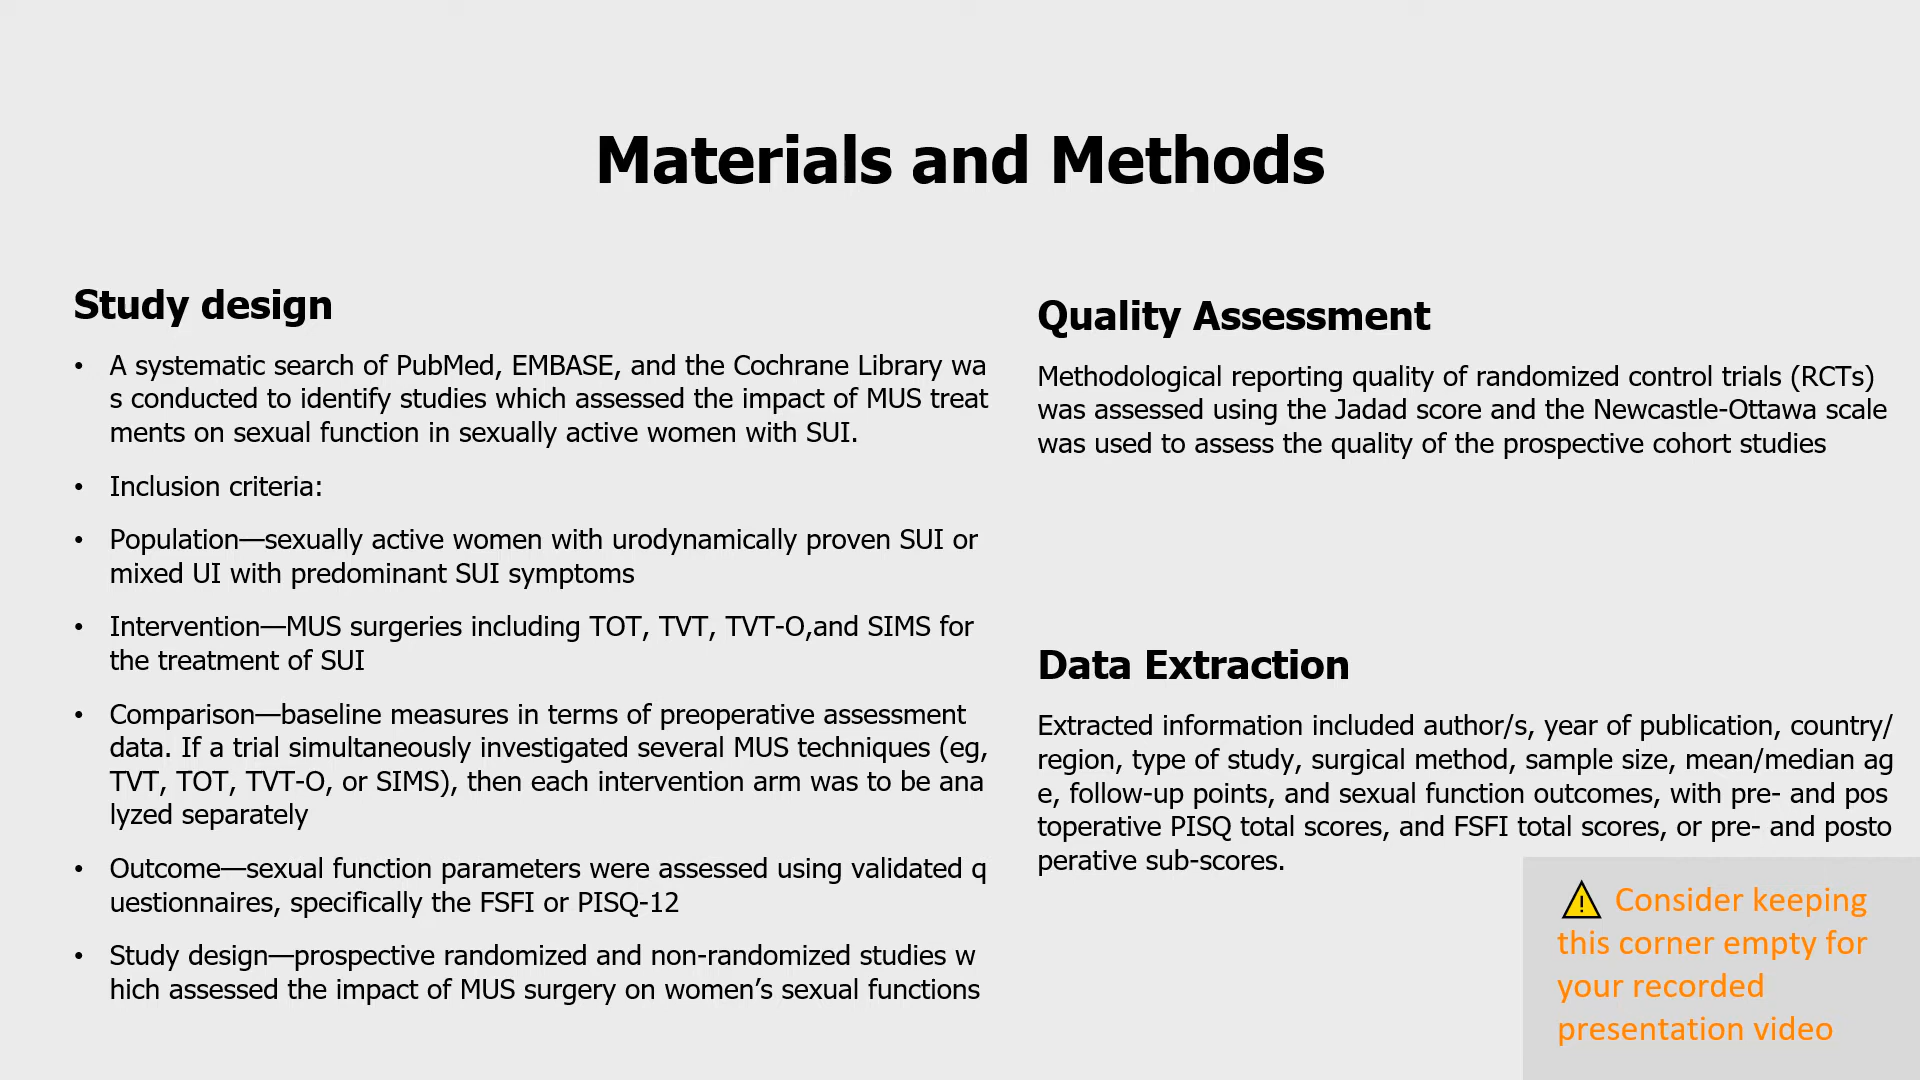 Materials and Methods
Study design
• A systematic search of PubMed, EMBASE, and the Cochrane Library wa
s conducted to identify studies which assessed the impact of MUS treat
ments on sexual function in sexually active women with SUI.
• Inclusion criteria:
• Population—sexually active women with urodynamically proven SUI or
mixed UI with predominant SUI symptoms
• Intervention—MUS surgeries including TOT, TVT, TVT-O,and SIMS for
the treatment of SUI
• Comparison—baseline measures in terms of preoperative assessment
data. If a trial simultaneously investigated several MUS techniques (eg,
TVT, TOT, TVT-O, or SIMS), then each intervention arm was to be ana
lyzed separately
• Outcome—sexual function parameters were assessed using validated q
uestionnaires, specifically the FSFI or PISQ-12
• Study design—prospective randomized and non-randomized studies w
hich assessed the impact of MUS surgery on women’s sexual functions
Quality Assessment
Methodological reporting quality of randomized control trials (RCTs)
was assessed using the Jadad score and the Newcastle-Ottawa scale
was used to assess the quality of the prospective cohort studies
Data Extraction
Extracted information included author/s, year of publication, country/
region, type of study, surgical method, sample size, mean/median ag
e, follow-up points, and sexual function outcomes, with pre- and pos
toperative PISQ total scores, and FSFI total scores, or pre- and posto
perative sub-scores.
⚠ Consider keeping
this corner empty for
your recorded
presentation video